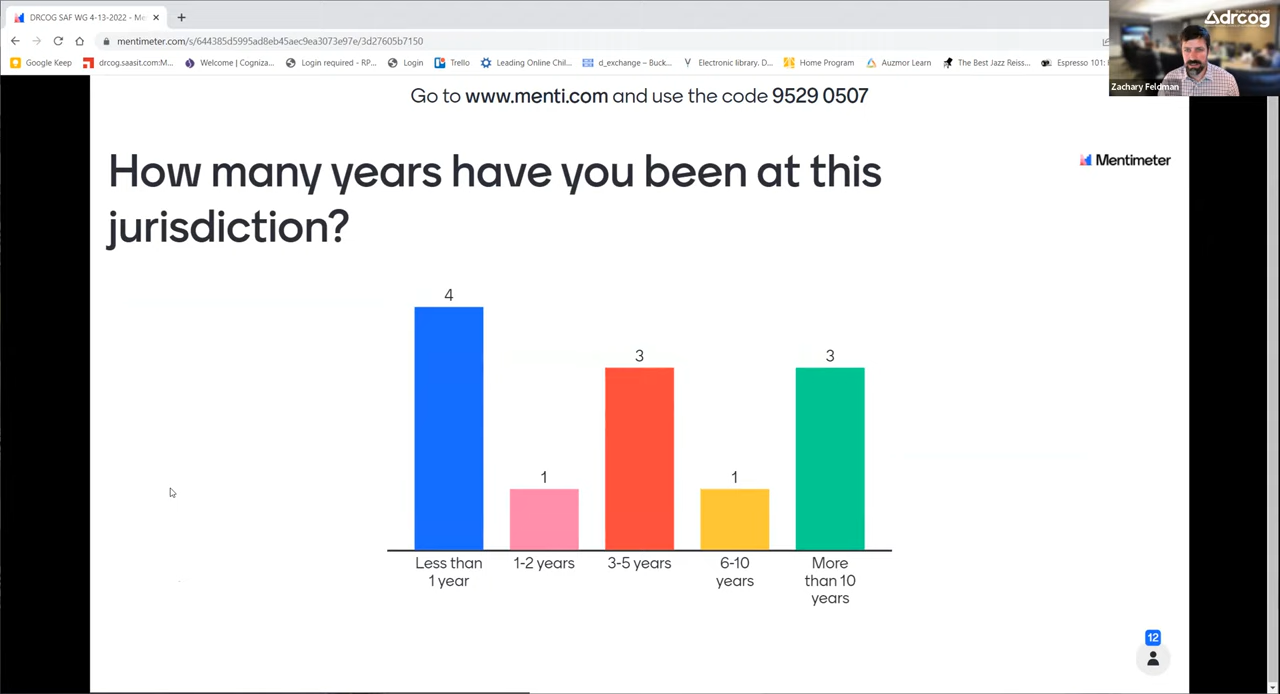 DRCOG SAF WG 4-13-2022 - Me
mentimeter.com/s/644385d5995ad8eb45aec9ea3073e97e/3d27605b7150
Google Keep drcog.saasit.com:M... Welcome | Cogniza... Login required - RP... Login Trello Leading Online Chil... d_exchange – Buck... Electronic library. D... Home Program Auzmor Learn The Best Jazz Reiss... Espresso 101:
drcog
Zachary Feldman
Go to www.menti.com and use the code 9529 0507
Mentimeter
How many years have you been at this
jurisdiction?
4
3
3
1
1
Less than
1 year
1-2 years
3-5 years
6-10
years
More
than 10
years
12